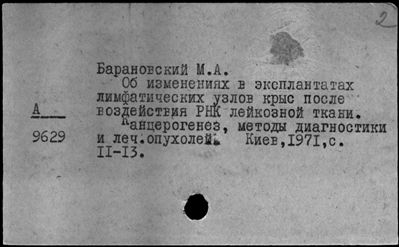 2
Барановский М.А.
Об изменениях в эксплантатах
лимфатических узлов крыс после
воздействия РНК лейкозной ткани.
А
Канцерогенез, методы диагностики
9629
и леч.опухолей. Киев,1971,с.
II-I3.